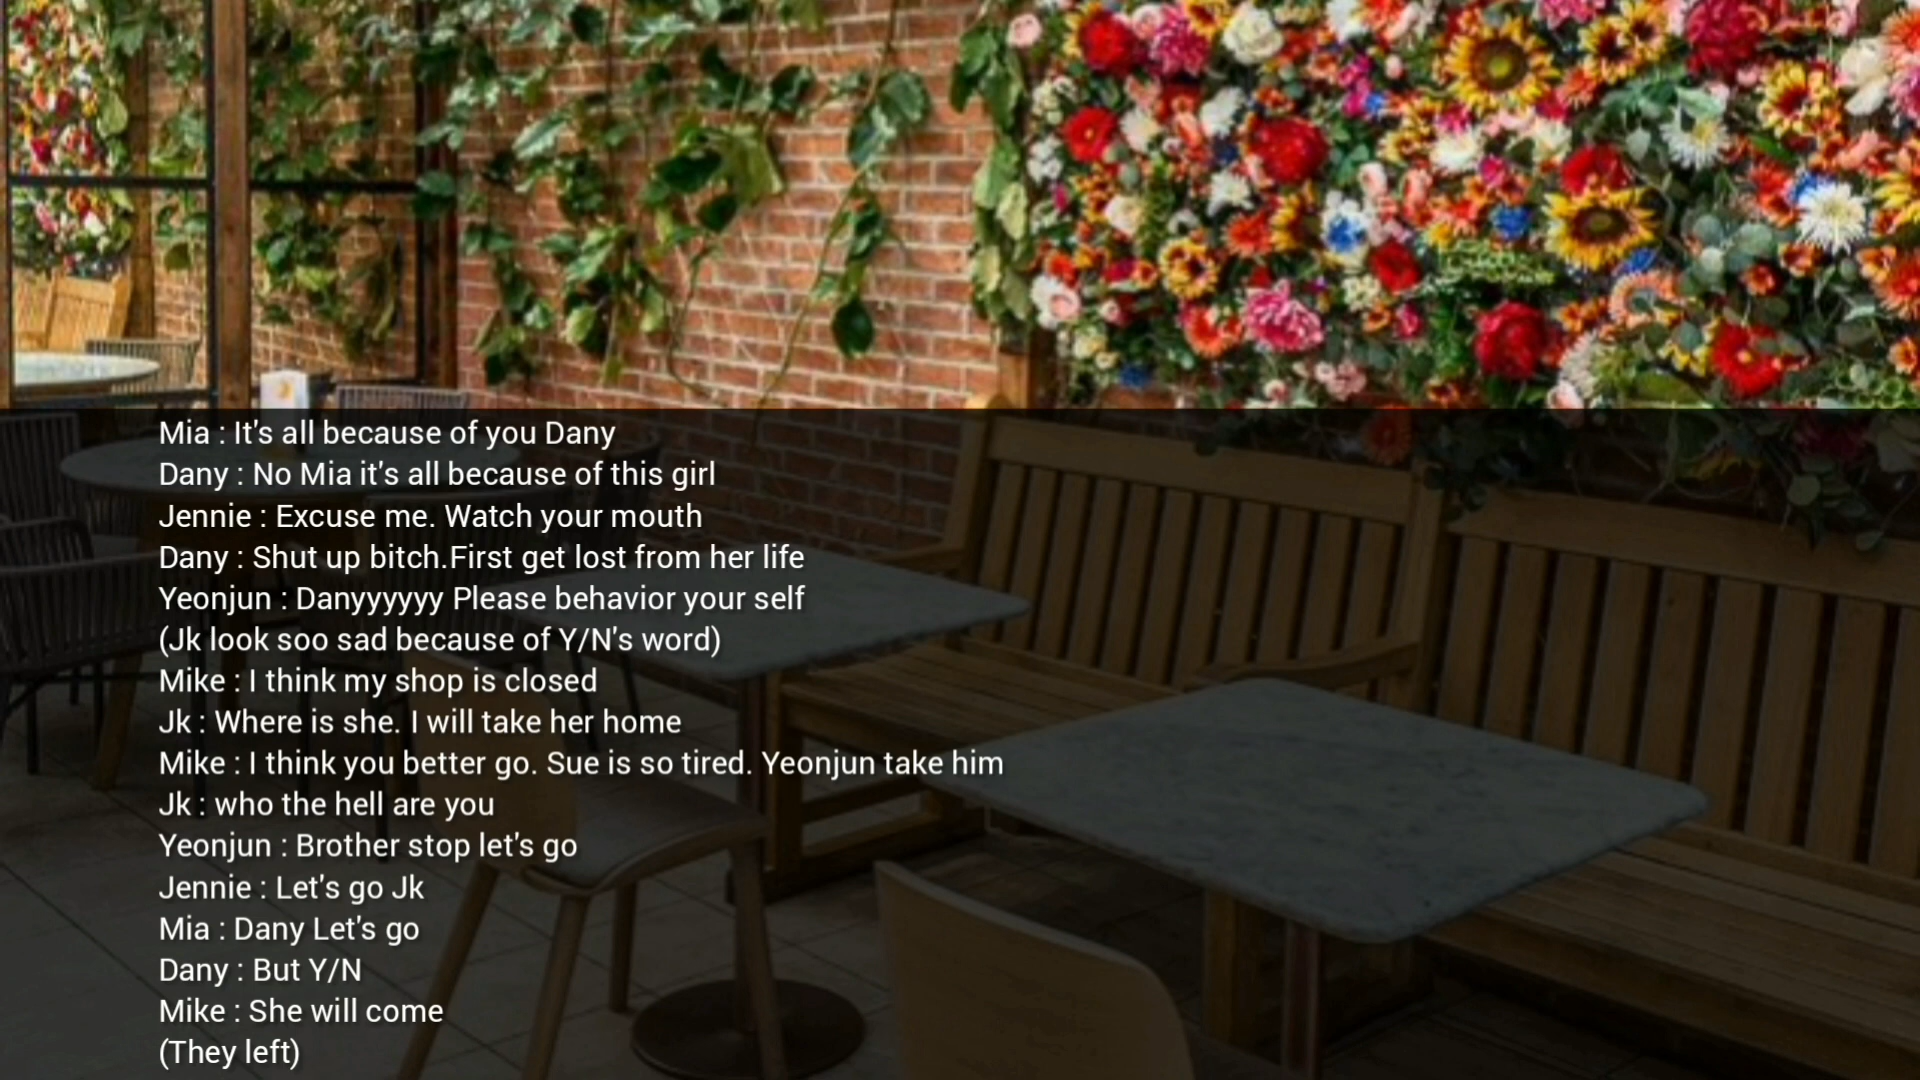 Mia : It's all because of you Dany
Dany : No Mia it's all because of this girl
Jennie : Excuse me. Watch your mouth
Dany : Shut up bitch.First get lost from her life
Yeonjun : Danyyyyyy Please behavior your self
(Jk look soo sad because of Y/N's word)
Mike : I think my shop is closed
Jk : Where is she. I will take her home
Mike : I think you better go. Sue is so tired. Yeonjun take him
Jk : who the hell are you
Yeonjun : Brother stop let's go
Jennie : Let's go Jk
Mia : Dany Let's go
Dany : But Y/N
Mike : She will come
(They left)